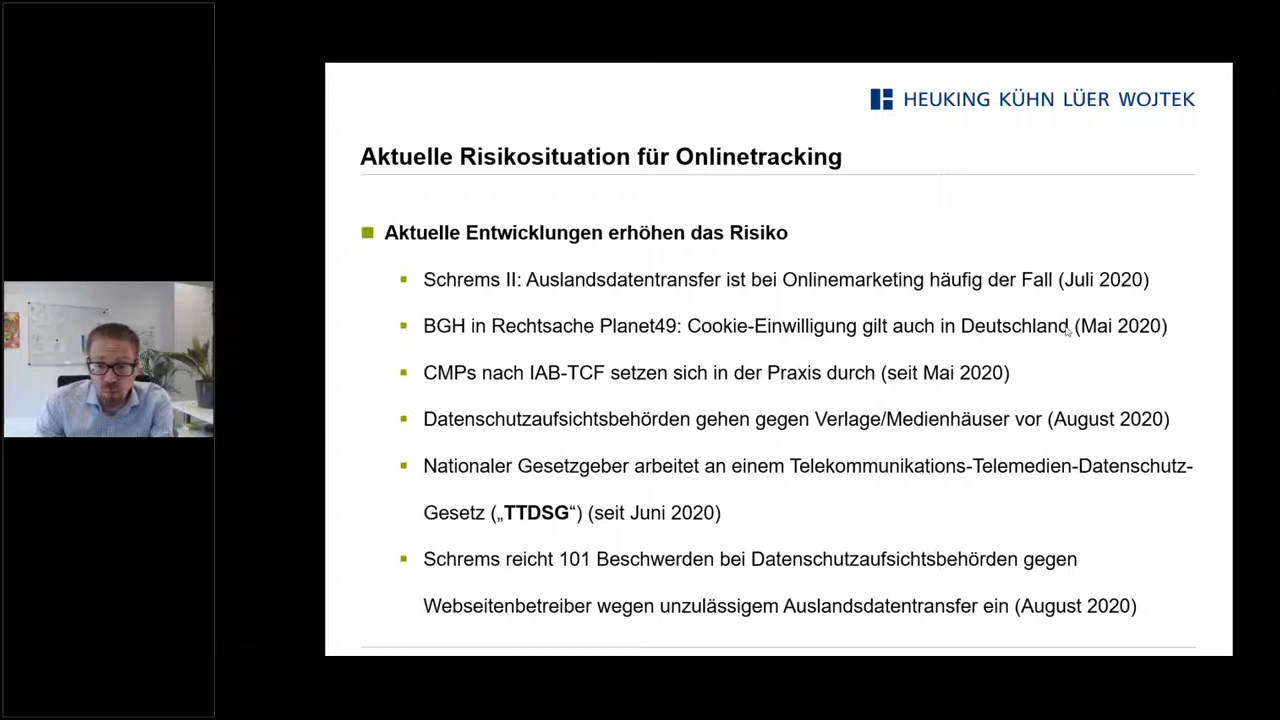 HEUKING KÜHN LÜER WOJTEK
Aktuelle Risikosituation für Onlinetracking
Aktuelle Entwicklungen erhöhen das Risiko
Schrems II: Auslandsdatentransfer ist bei Onlinemarketing häufig der Fall (Juli 2020)
BGH in Rechtsache Planet49: Cookie-Einwilligung gilt auch in Deutschland (Mai 2020)
CMPs nach IAB-TCF setzen sich in der Praxis durch (seit Mai 2020)
Datenschutzaufsichtsbehörden gehen gegen Verlage/Medienhäuser vor (August 2020)
Nationaler Gesetzgeber arbeitet an einem Telekommunikations-Telemedien-Datenschutz-
Gesetz („TTDSG“) (seit Juni 2020)
Schrems reicht 101 Beschwerden bei Datenschutzaufsichtsbehörden gegen
Webseitenbetreiber wegen unzulässigem Auslandsdatentransfer ein (August 2020)